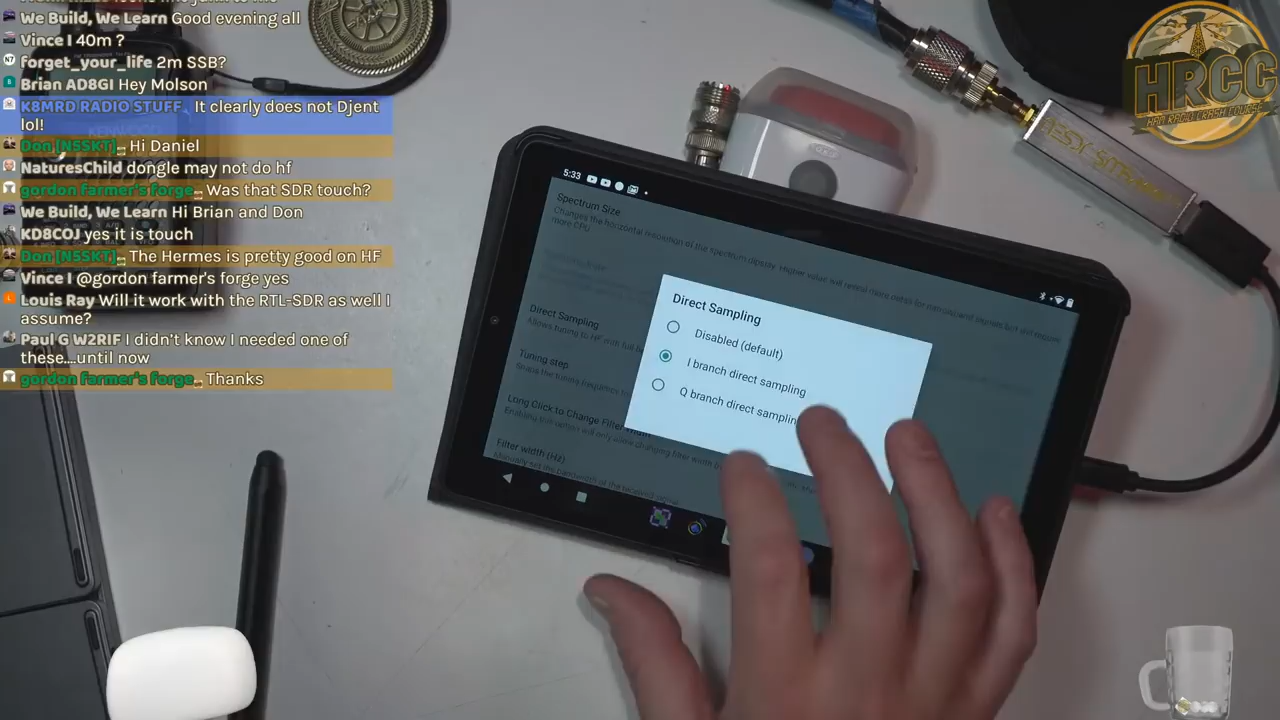 We Build, We Learn Good evening all
Vince I 40m ?
forget_your_life 2m SSB?
Brian AD8GI Hey Molson
K8MRD RADIO STUFF It clearly does not Djent
lol!
Don [N5SKT] Hi Daniel
NaturesChild dongle may not do hf
gordon farmer's forge Was that SDR touch?
We Build, We Learn Hi Brian and Don
KD8COJ yes it is touch
Don [N5SKT] The Hermes is pretty good on HF
Vince I @gordon farmer's forge yes
Louis Ray Will it work with the RTL-SDR as well I
assume?
Paul G W2RIF I didn't know I needed one
of these....until now
gordon farmer's forge Thanks
HRCC
HAM RADIO CRASH COURSE
5:33
Spectrum Size
Direct Sampling
Tuning step
Filter width (Hz)
Direct Sampling
Disabled (default)
I branch direct sampling
Q branch direct sampling